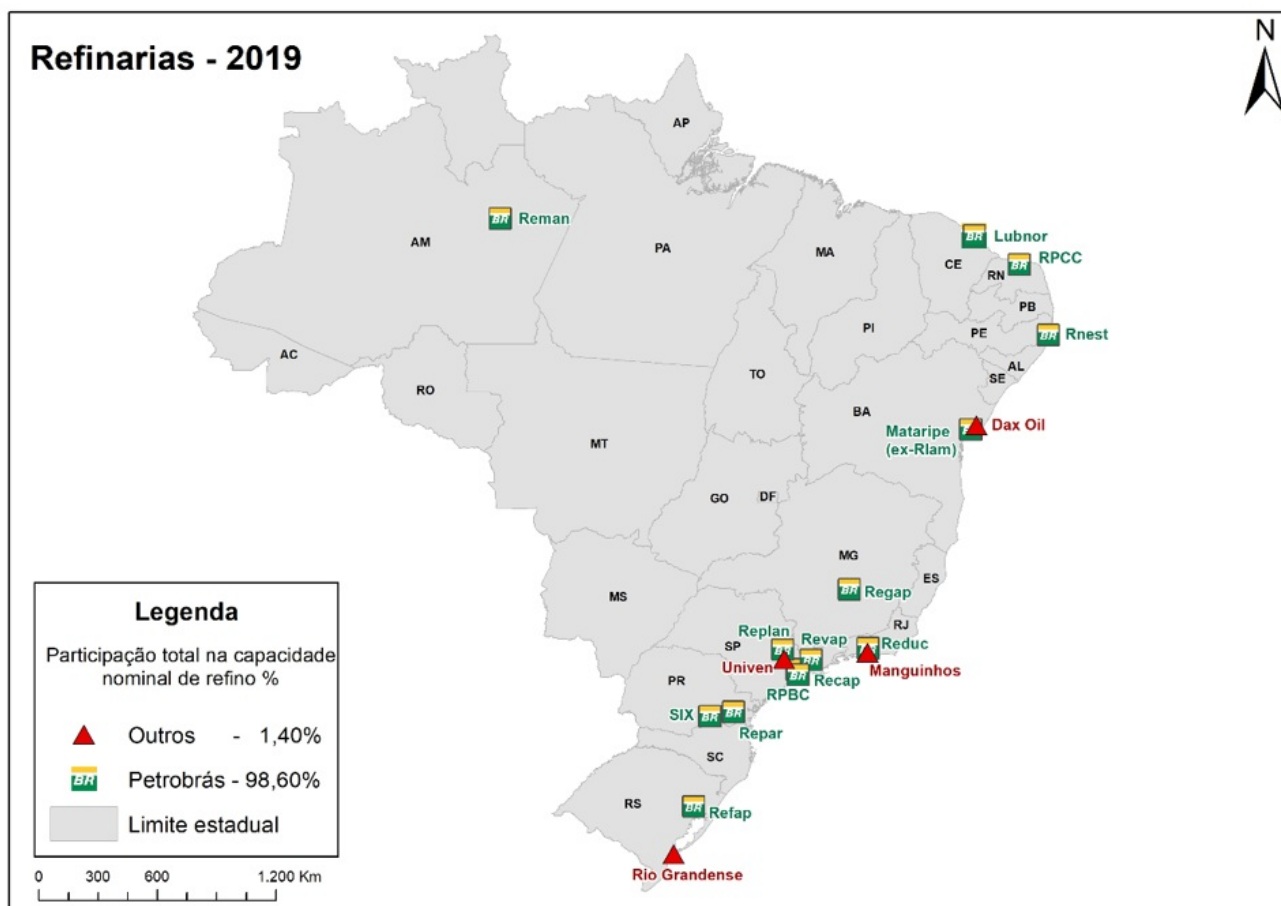 Refinarias - 2019
N
AP
Reman
AM
PA
MA
CE
Lubnor
RN
RPCC
PB
PI
PE
Rnest
AC
AL
SE
TO
RO
BA
Mataripe
(ex-Rlam)
Dax Oil
MT
GO
DF
MG
ES
MS
Regap
RJ
Replan
Revap
SP
Reduc
Univen
Manguinhos
Recap
PR
RPBC
SIX
Repar
SC
RS
Refap
Rio Grandense
Legenda
Participação total na capacidade
nominal de refino %
Outros - 1,40%
BR Petrobrás - 98,60%
Limite estadual
0 300 600 1.200 Km